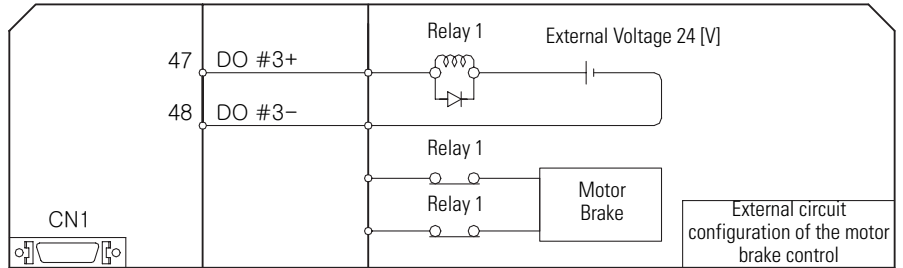 Relay 1
External Voltage 24 [V]
47
DO #3+
48
DO #3-
Relay 1
Relay 1
Motor
Brake
CN1
External circuit
configuration of the motor
brake control